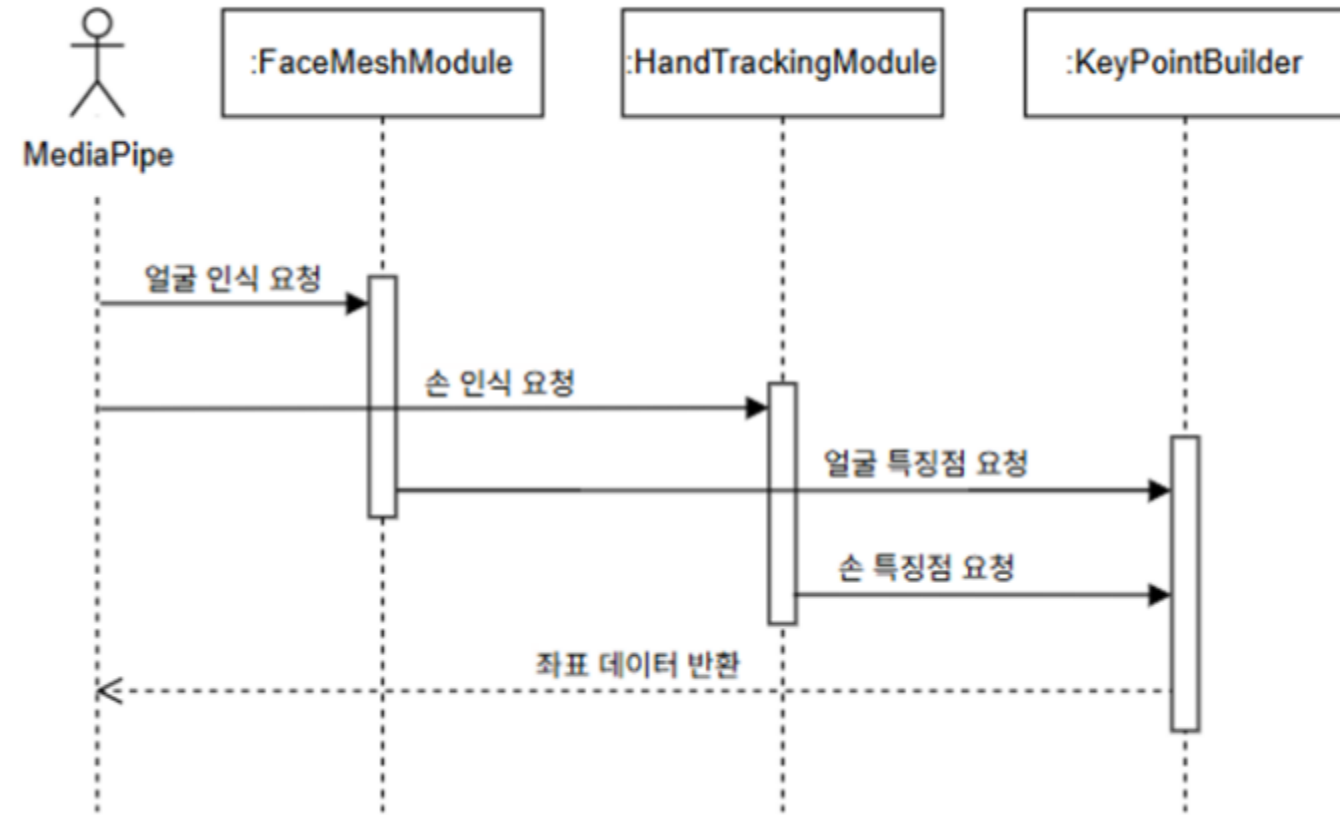 :FaceMeshModule
:HandTrackingModule
:KeyPointBuilder
MediaPipe
얼굴 인식 요청
손 인식 요청
얼굴 특징점 요청
손 특징점 요청
좌표 데이터 반환